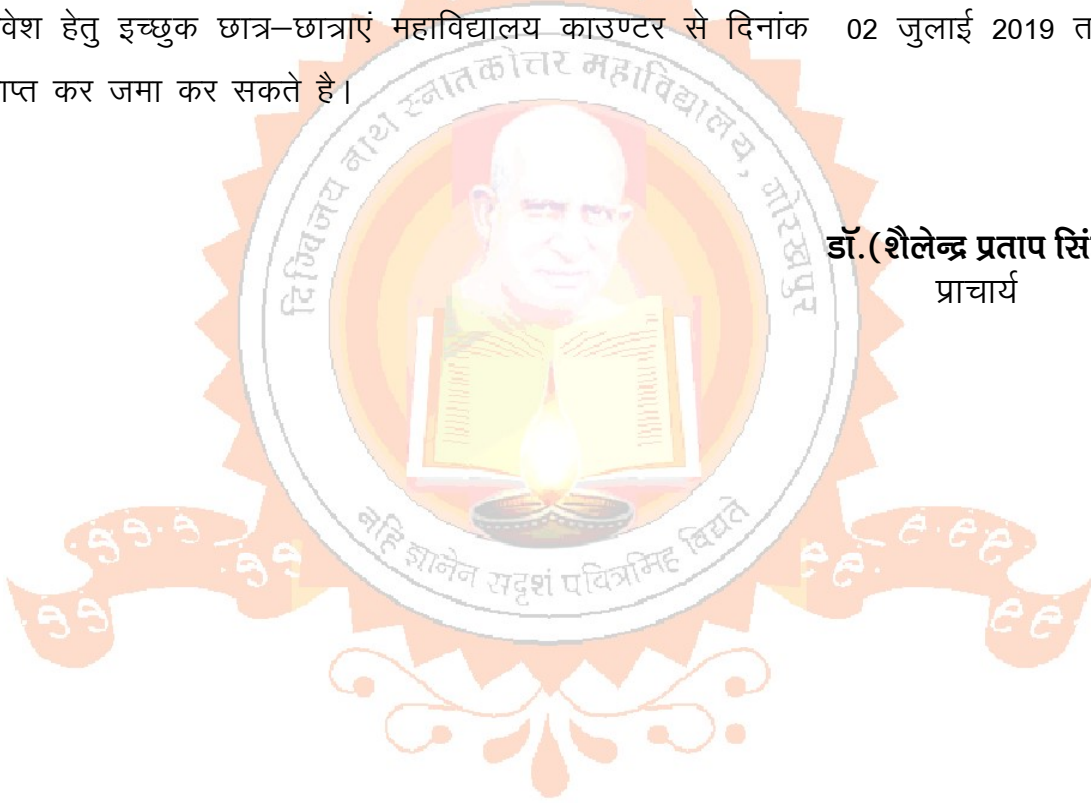 वेश हेतु इच्छुक छात्र–छात्राएं महाविद्यालय काउण्टर से दिनांक 02 जुलाई 2019 त
ाप्त कर जमा कर सकते है।
दिग्विजय नाथ स्नातकोत्तर महाविद्यालय, गोरखपुर
डॉ.(शैलेन्द्र प्रताप सिं
प्राचार्य
नहि ज्ञानेन सदृशं पवित्रमिह विद्यते